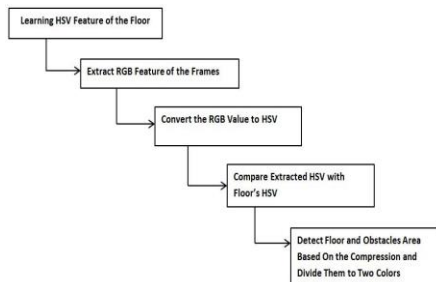 Learning HSV Feature of the Floor
Extract RGB Feature of the Frames
Convert the RGB Value to HSV
Compare Extracted HSV with
Floor's HSV
Detect Floor and Obstacles Area
Based On the Compression and
Divide Them to Two Colors